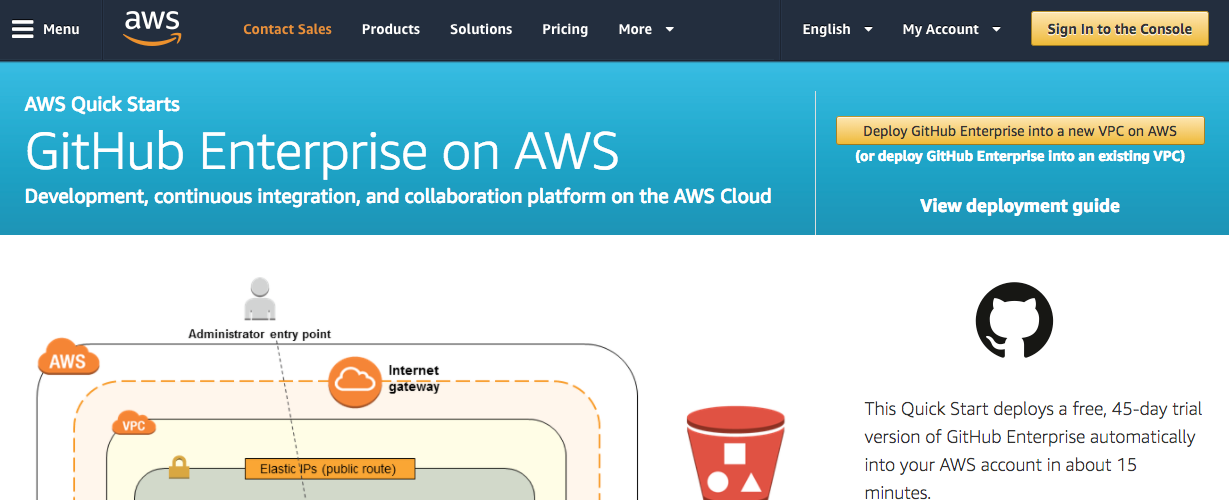 Menu
aws
Contact Sales
Products
Solutions
Pricing
More
English
My Account
Sign In to the Console
AWS Quick Starts
GitHub Enterprise on AWS
Development, continuous integration, and collaboration platform on the AWS Cloud
Deploy GitHub Enterprise into a new VPC on AWS
(or deploy GitHub Enterprise into an existing VPC)
View deployment guide
Administrator entry point
AWS
Internet
gateway
VPC
Elastic IPs (public route)
This Quick Start deploys a free, 45-day trial
version of GitHub Enterprise automatically
into your AWS account in about 15
minutes.